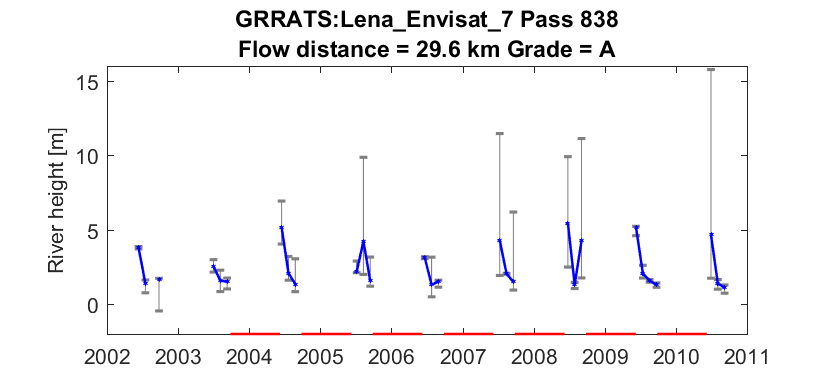 GRRATS:Lena_Envisat_7 Pass 838
Flow distance = 29.6 km Grade = A
River height [m]
15
10
5
0
2002 2003 2004 2005 2006 2007 2008 2009 2010 2011